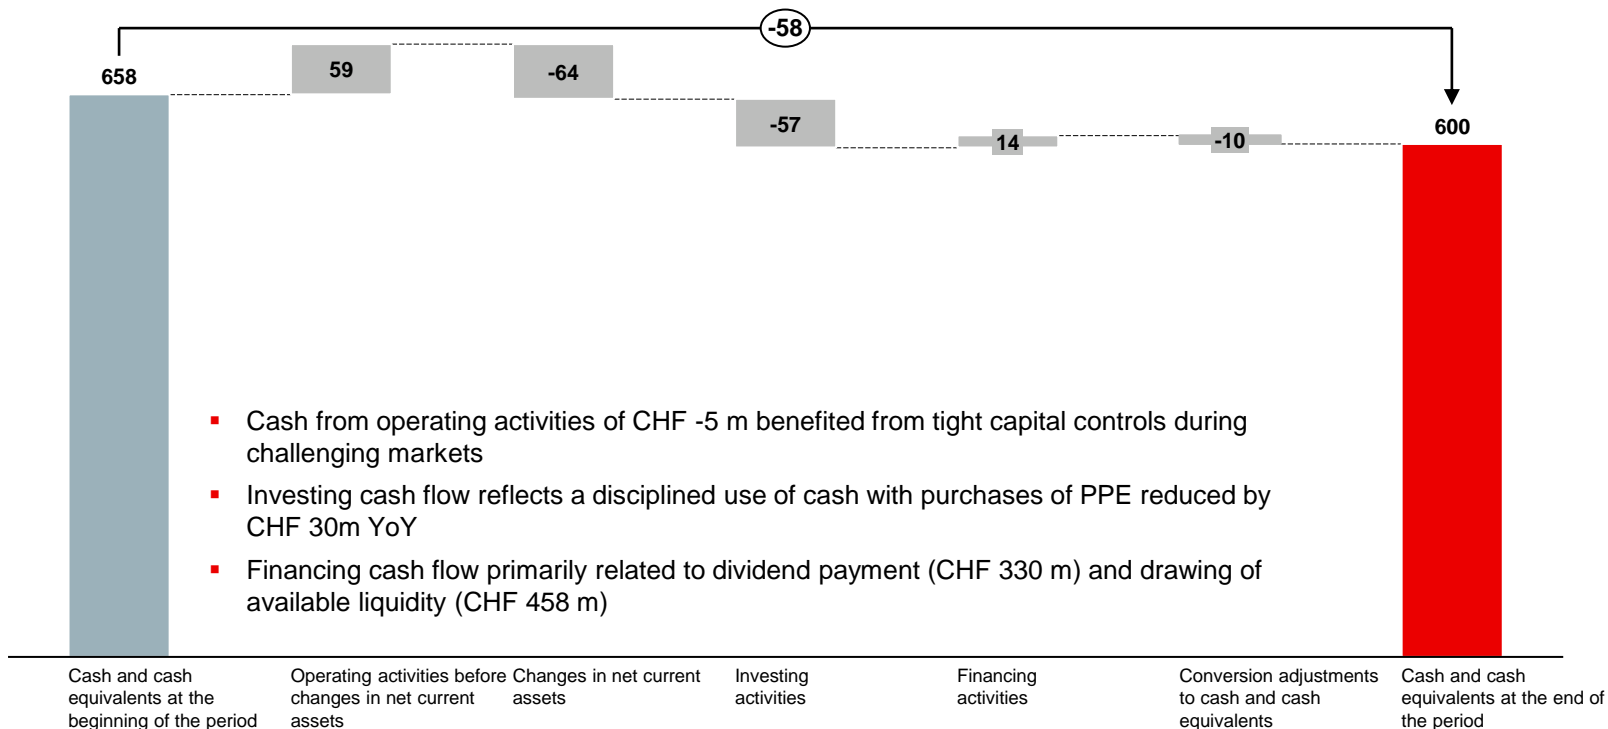 -58
658
59
-64
-57
14
-10
600
▪ Cash from operating activities of CHF -5 m benefited from tight capital controls during
challenging markets
▪ Investing cash flow reflects a disciplined use of cash with purchases of PPE reduced by
CHF 30m YoY
▪ Financing cash flow primarily related to dividend payment (CHF 330 m) and drawing of
available liquidity (CHF 458 m)
Cash and cash
equivalents at the
beginning of the period
Operating activities before
changes in net current
assets
Changes in net current
assets
Investing
activities
Financing
activities
Conversion adjustments
to cash and cash
equivalents
Cash and cash
equivalents at the end of
the period